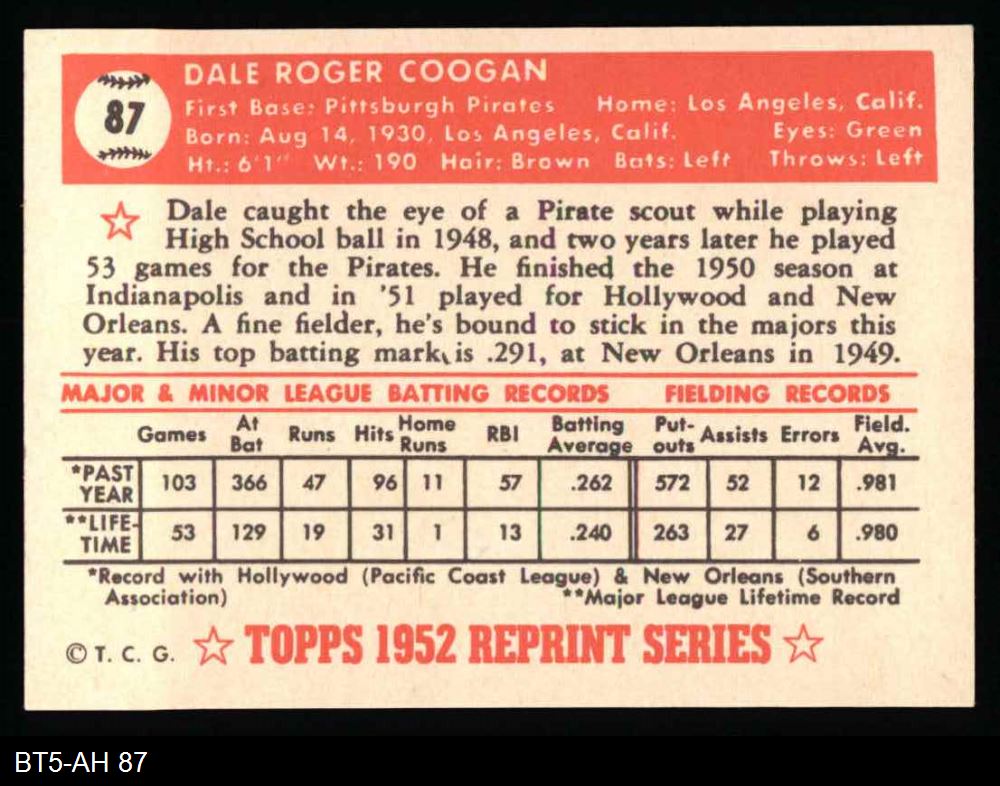 87
DALE ROGER COOGAN
First Base: Pittsburgh Pirates Home: Los Angeles, Calif.
Born: Aug 14, 1930, Los Angeles, Calif. Eyes: Green
Ht.: 6'1" Wt.: 190 Hair: Brown Bats: Left Throws: Left
Dale caught the eye of a Pirate scout while playing
High School ball in 1948, and two years later he played
53 games for the Pirates. He finished the 1950 season at
Indianapolis and in '51 played for Hollywood and New
Orleans. A fine fielder, he's bound to stick in the majors this
year. His top batting mark is .291, at New Orleans in 1949.
MAJOR & MINOR LEAGUE BATTING RECORDS FIELDING RECORDS
Games At Bat Runs Hits Home Runs RBI Batting Average Put-outs Assists Errors Field. Avg.
*PAST YEAR 103 366 47 96 11 57 .262 572 52 12 .981
**LIFE-TIME 53 129 19 31 1 13 .240 263 27 6 .980
*Record with Hollywood (Pacific Coast League) & New Orleans (Southern
Association) **Major League Lifetime Record
© T. C. G. ☆ TOPPS 1952 REPRINT SERIES ☆
BT5-AH 87